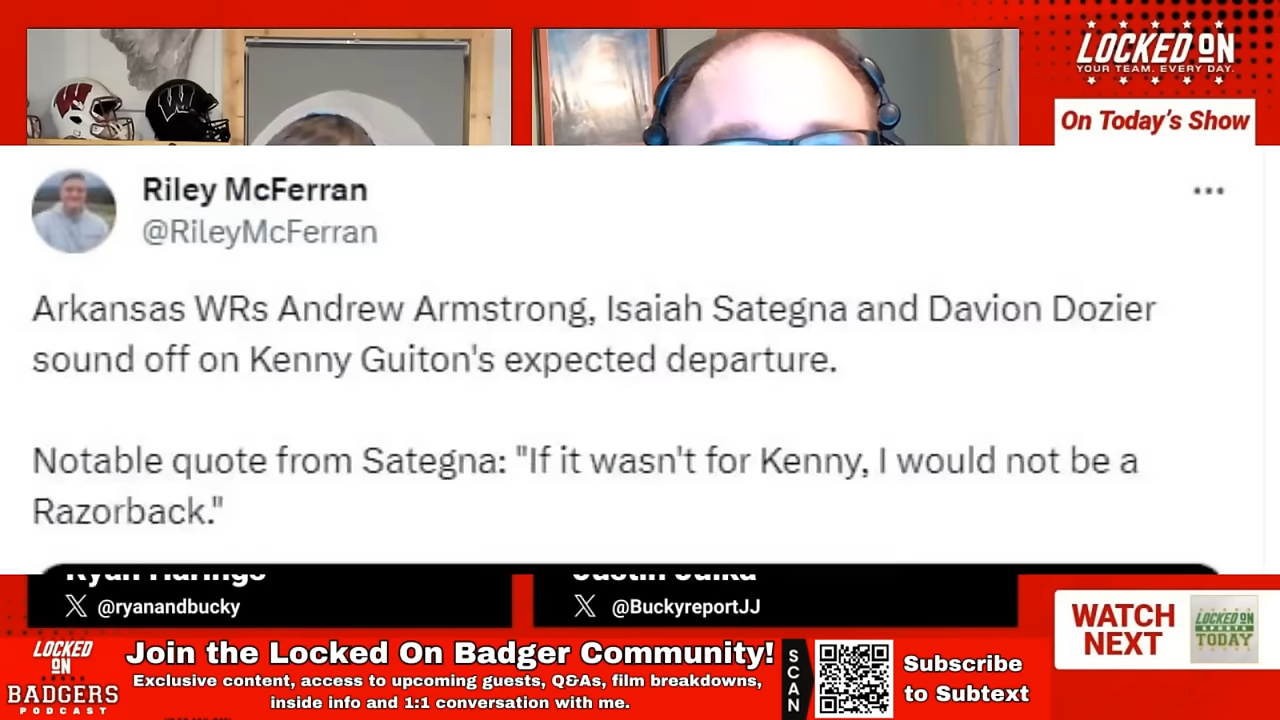 LOCKED ON
YOUR TEAM. EVERY DAY.
On Today's Show
Riley McFerran
@RileyMcFerran
Arkansas WRs Andrew Armstrong, Isaiah Sategna and Davion Dozier
sound off on Kenny Guiton's expected departure.
Notable quote from Sategna: "If it wasn't for Kenny, I would not be a
Razorback."
@ryanandbucky
@BuckyreportJJ
WATCH
NEXT
LOCKED ON
SPORTS
TODAY
LOCKED
ON
BADGERS
PODCAST
Join the Locked On Badger Community!
Exclusive content, access to upcoming guests, Q&As, film breakdowns,
inside info and 1:1 conversation with me.
SCAN
Subscribe
to Subtext